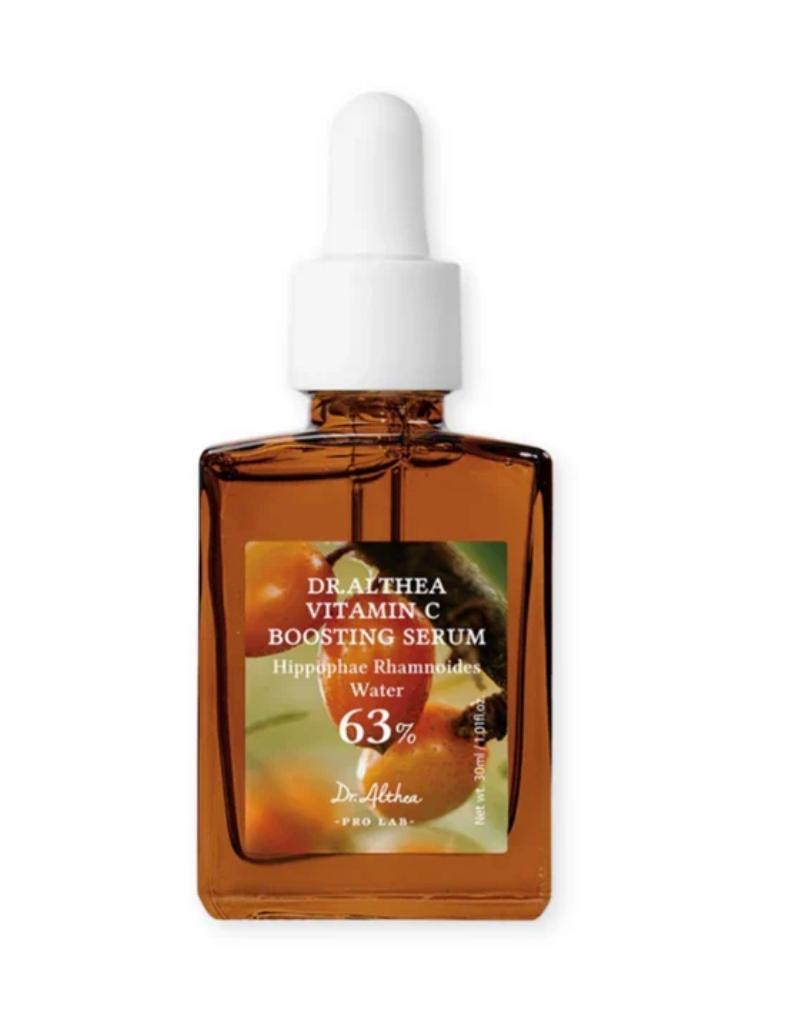 DR.ALTHEA
VITAMIN C
BOOSTING SERUM
Hippophae Rhamnoides
Water
63%
Dr.Althea
-PRO LAB-
Net wt. 30ml / 1.01fl.oz